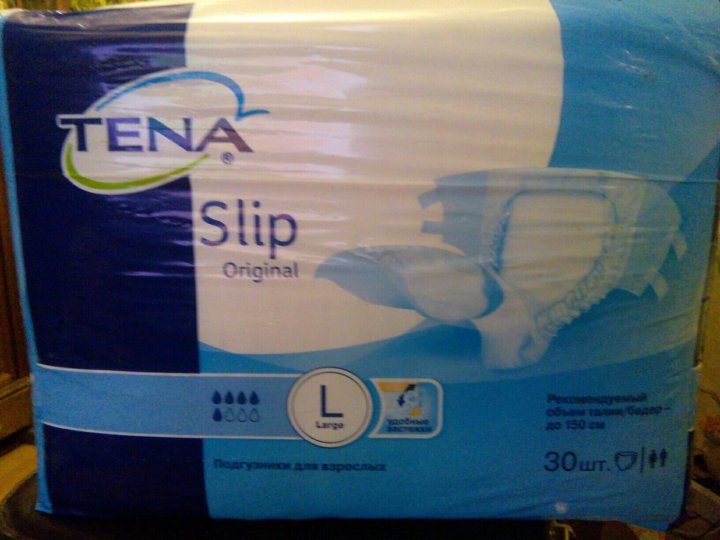 TENA®
Slip
Original
L
Large
удобные
застежки
Рекомендуемый
объем талии/бедер –
до 150 см
Подгузники для взрослых
30шт.